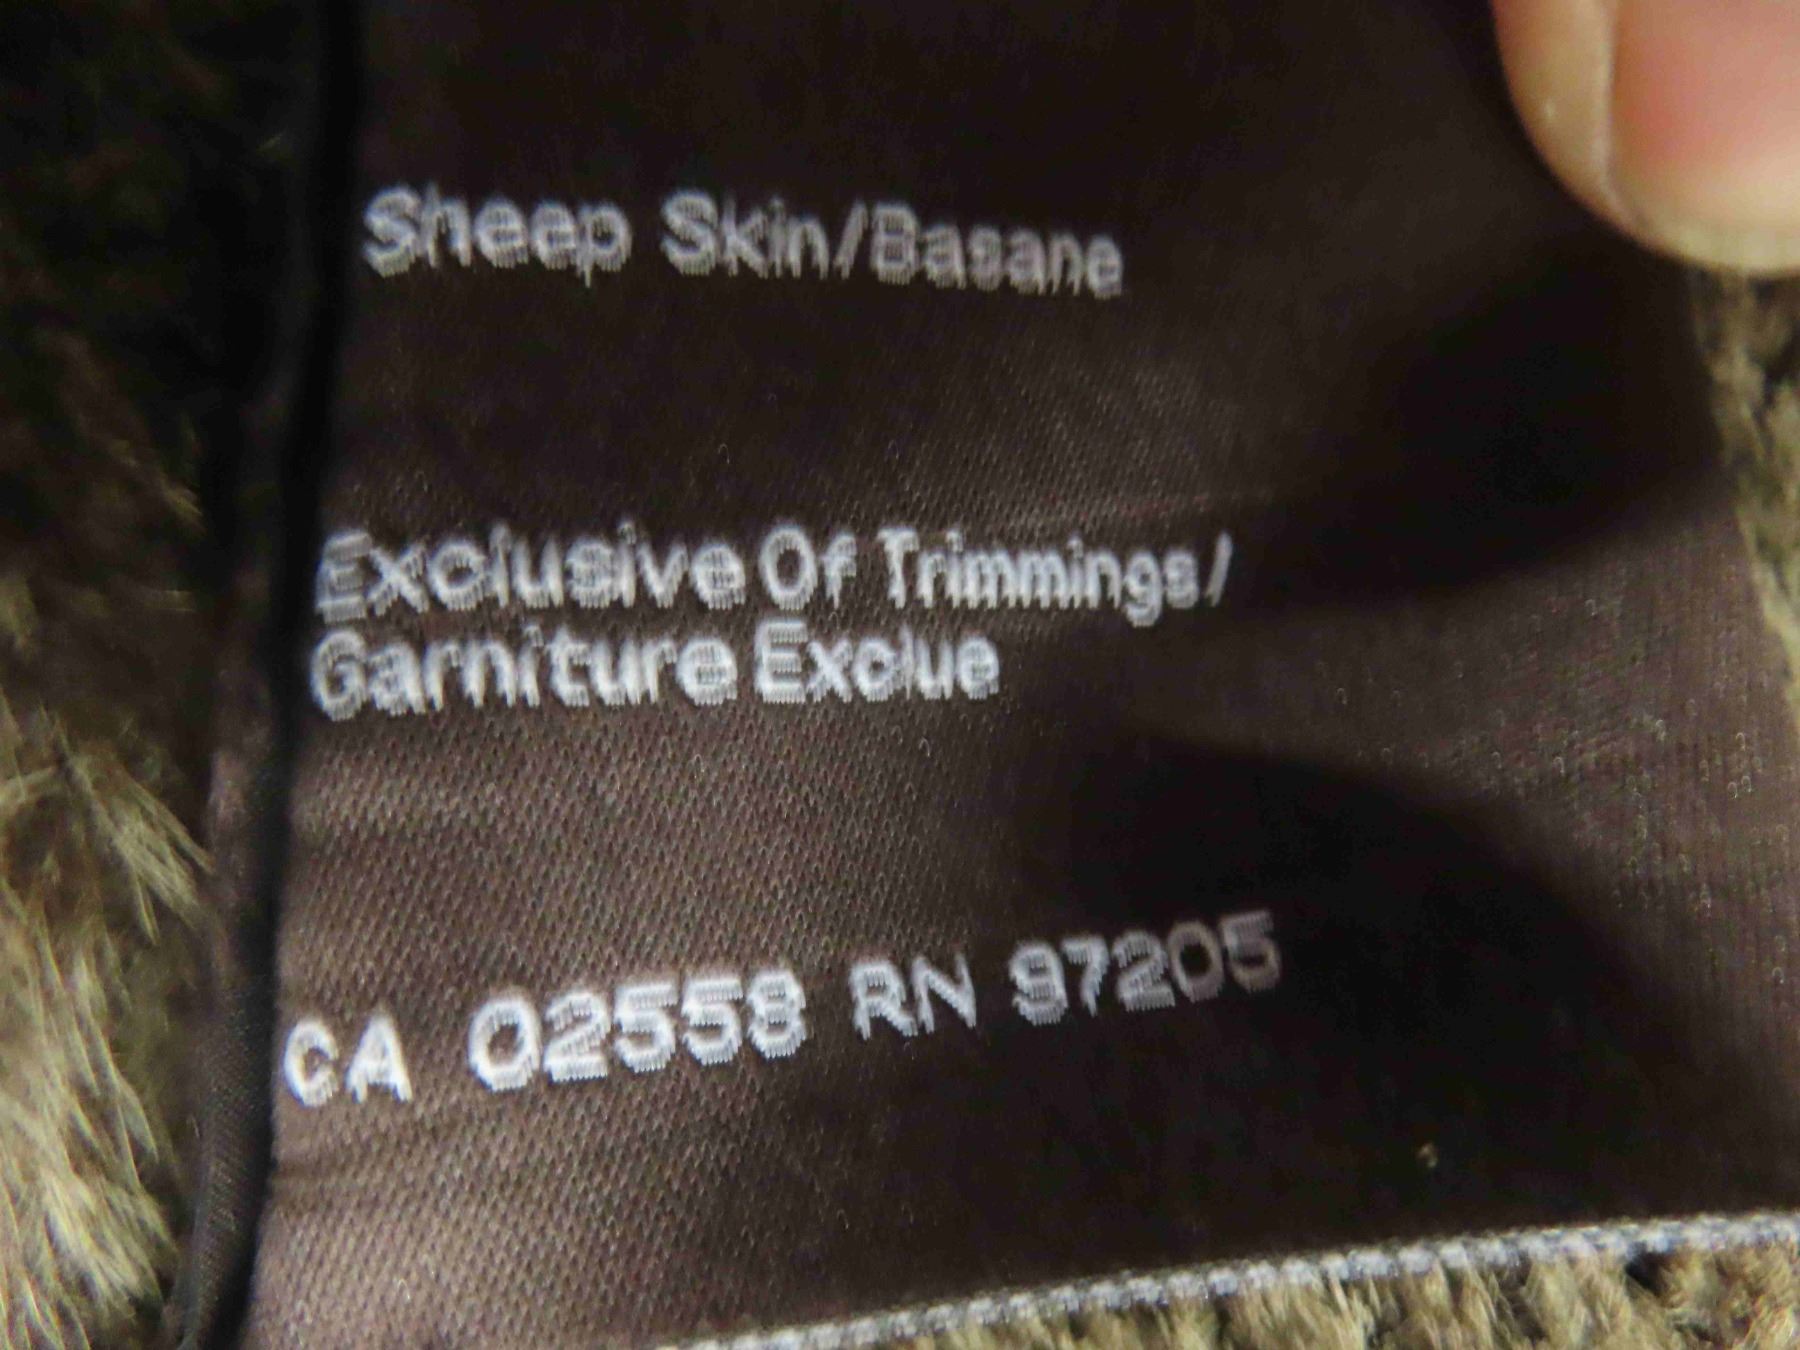 Sheep Skin/Basane
Exclusive Of Trimmings/
Garniture Exclue
CA 02558 RN 97205